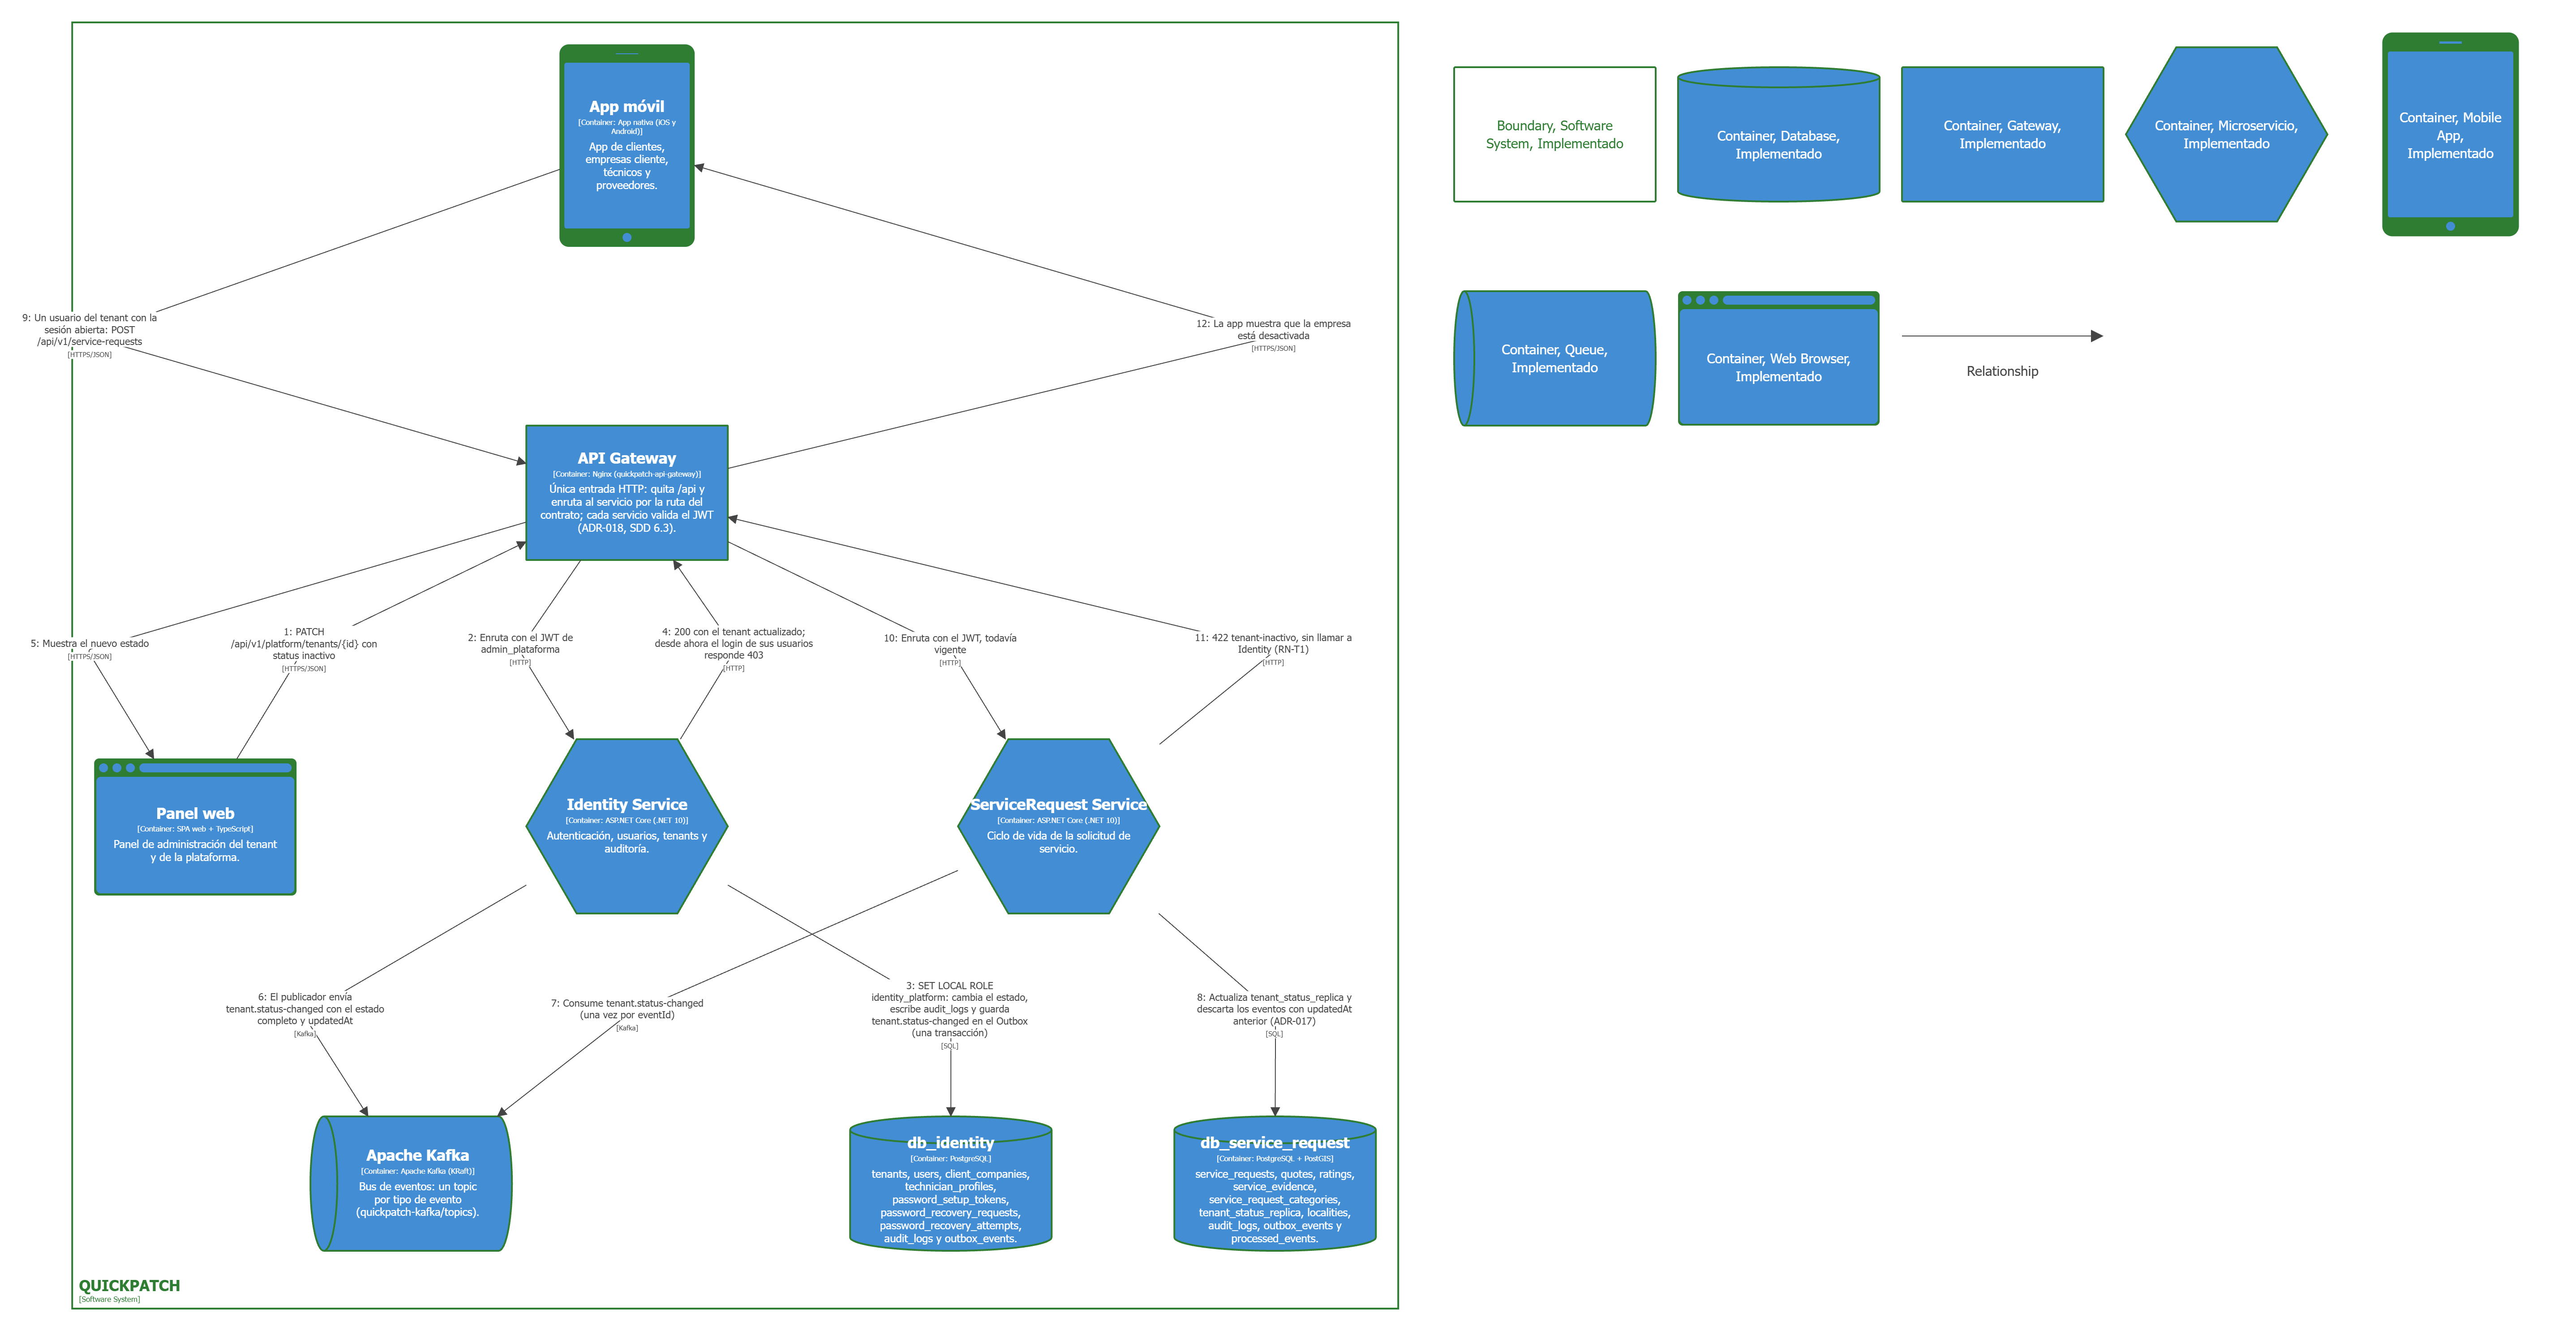 App móvil
[Container: App nativa (iOS y
Android)]
App de clientes,
empresas cliente,
técnicos y
proveedores.
9: Un usuario del tenant con la
sesión abierta: POST
/api/v1/service-requests
[HTTPS/JSON]
12: La app muestra que la empresa
está desactivada
[HTTPS/JSON]
API Gateway
[Container: Nginx (quickpatch-api-gateway)]
Única entrada HTTP: quita /api y
enruta al servicio por la ruta del
contrato; cada servicio valida el JWT
(ADR-018, SDD 6.3).
5: Muestra el nuevo estado
[HTTPS/JSON]
1: PATCH
/api/v1/platform/tenants/{id} con
status inactivo
[HTTPS/JSON]
2: Enruta con el JWT de
admin_plataforma
[HTTP]
4: 200 con el tenant actualizado;
desde ahora el login de sus usuarios
responde 403
[HTTP]
10: Enruta con el JWT, todavía
vigente
[HTTP]
11: 422 tenant-inactivo, sin llamar a
Identity (RN-T1)
[HTTP]
Panel web
[Container: SPA web + TypeScript]
Panel de administración del tenant
y de la plataforma.
Identity Service
[Container: ASP.NET Core (.NET 10)]
Autenticación, usuarios, tenants y
auditoría.
ServiceRequest Service
[Container: ASP.NET Core (.NET 10)]
Ciclo de vida de la solicitud de
servicio.
6: El publicador envía
tenant.status-changed con el estado
completo y updatedAt
[Kafka]
7: Consume tenant.status-changed
(una vez por eventId)
[Kafka]
3: SET LOCAL ROLE
identity_platform: cambia el estado,
escribe audit_logs y guarda
tenant.status-changed en el Outbox
(una transacción)
[SQL]
8: Actualiza tenant_status_replica y
descarta los eventos con updatedAt
anterior (ADR-017)
[SQL]
Apache Kafka
[Container: Apache Kafka (KRaft)]
Bus de eventos: un topic
por tipo de evento
(quickpatch-kafka/topics).
db_identity
[Container: PostgreSQL]
tenants, users, client_companies,
technician_profiles,
password_setup_tokens,
password_recovery_requests,
password_recovery_attempts,
audit_logs y outbox_events.
db_service_request
[Container: PostgreSQL + PostGIS]
service_requests, quotes, ratings,
service_evidence,
service_request_categories,
tenant_status_replica, localities,
audit_logs, outbox_events y
processed_events.
QUICKPATCH
[Software System]
Boundary, Software
System, Implementado
Container, Database,
Implementado
Container, Gateway,
Implementado
Container, Microservicio,
Implementado
Container, Mobile
App,
Implementado
Container, Queue,
Implementado
Container, Web Browser,
Implementado
Relationship